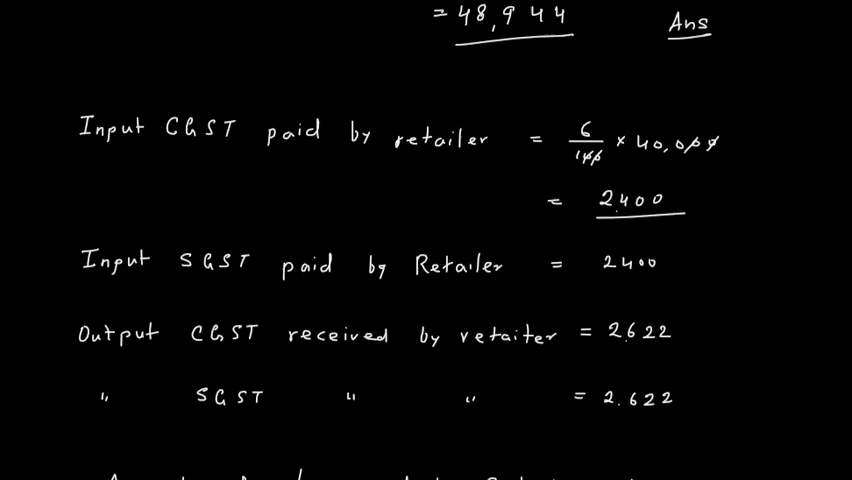 = 48,944 Ans
Input CGST paid by retailer = 6/100 × 40,000
= 2400
Input SGST paid by Retailer = 2400
Output CGST received by retailer = 2622
" SGST " " = 2622